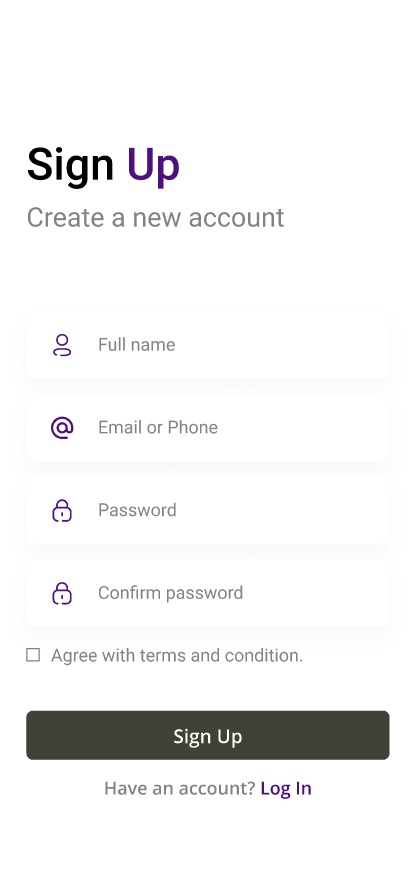 Sign Up
Create a new account
Full name
Email or Phone
Password
Confirm password
Agree with terms and condition.
Sign Up
Have an account? Log In